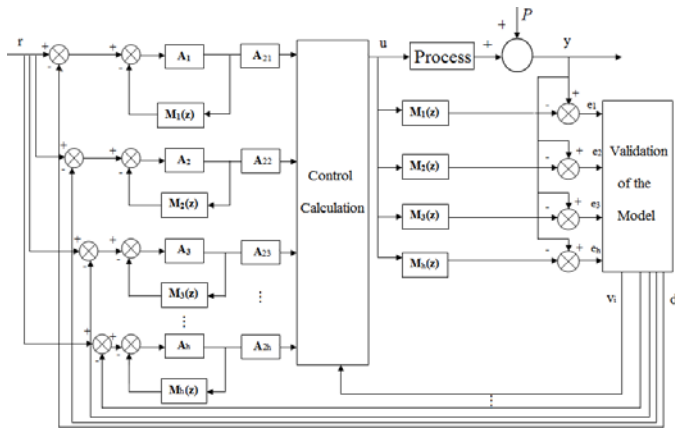 r
u
P
y
+
+
+
-
+
-
A₁
A₂₁
M₁(z)
Process
M₁(z)
-
+
e₁
+
-
+
-
A₂
A₂₂
M₂(z)
Control
Calculation
M₂(z)
-
+
e₂
Validation
of the
Model
+
-
+
-
A₃
A₂₃
M₃(z)
⋮
⋮
M₃(z)
-
+
e₃
+
-
+
-
Aₕ
A₂ₕ
Mₕ(z)
Mₕ(z)
-
+
eₕ
vᵢ
d
⋮